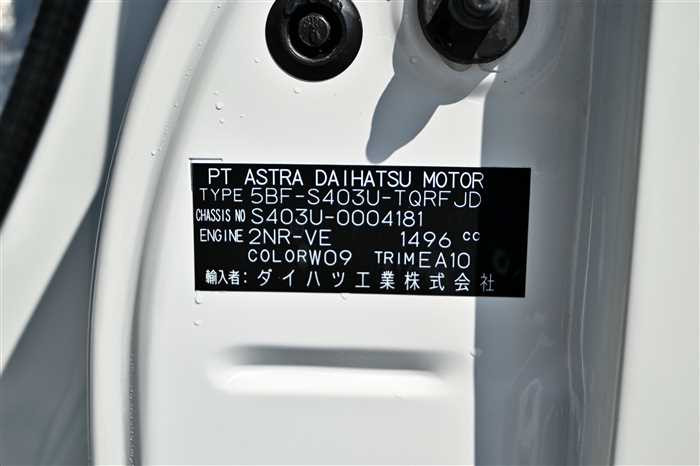 PT ASTRA DAIHATSU MOTOR
TYPE 5BF-S403U-TQRFJD
CHASSIS NO S403U-0004181
ENGINE 2NR-VE 1496 cc
COLOR W09 TRIM EA10
輸入者: ダイハツ工業株式会社